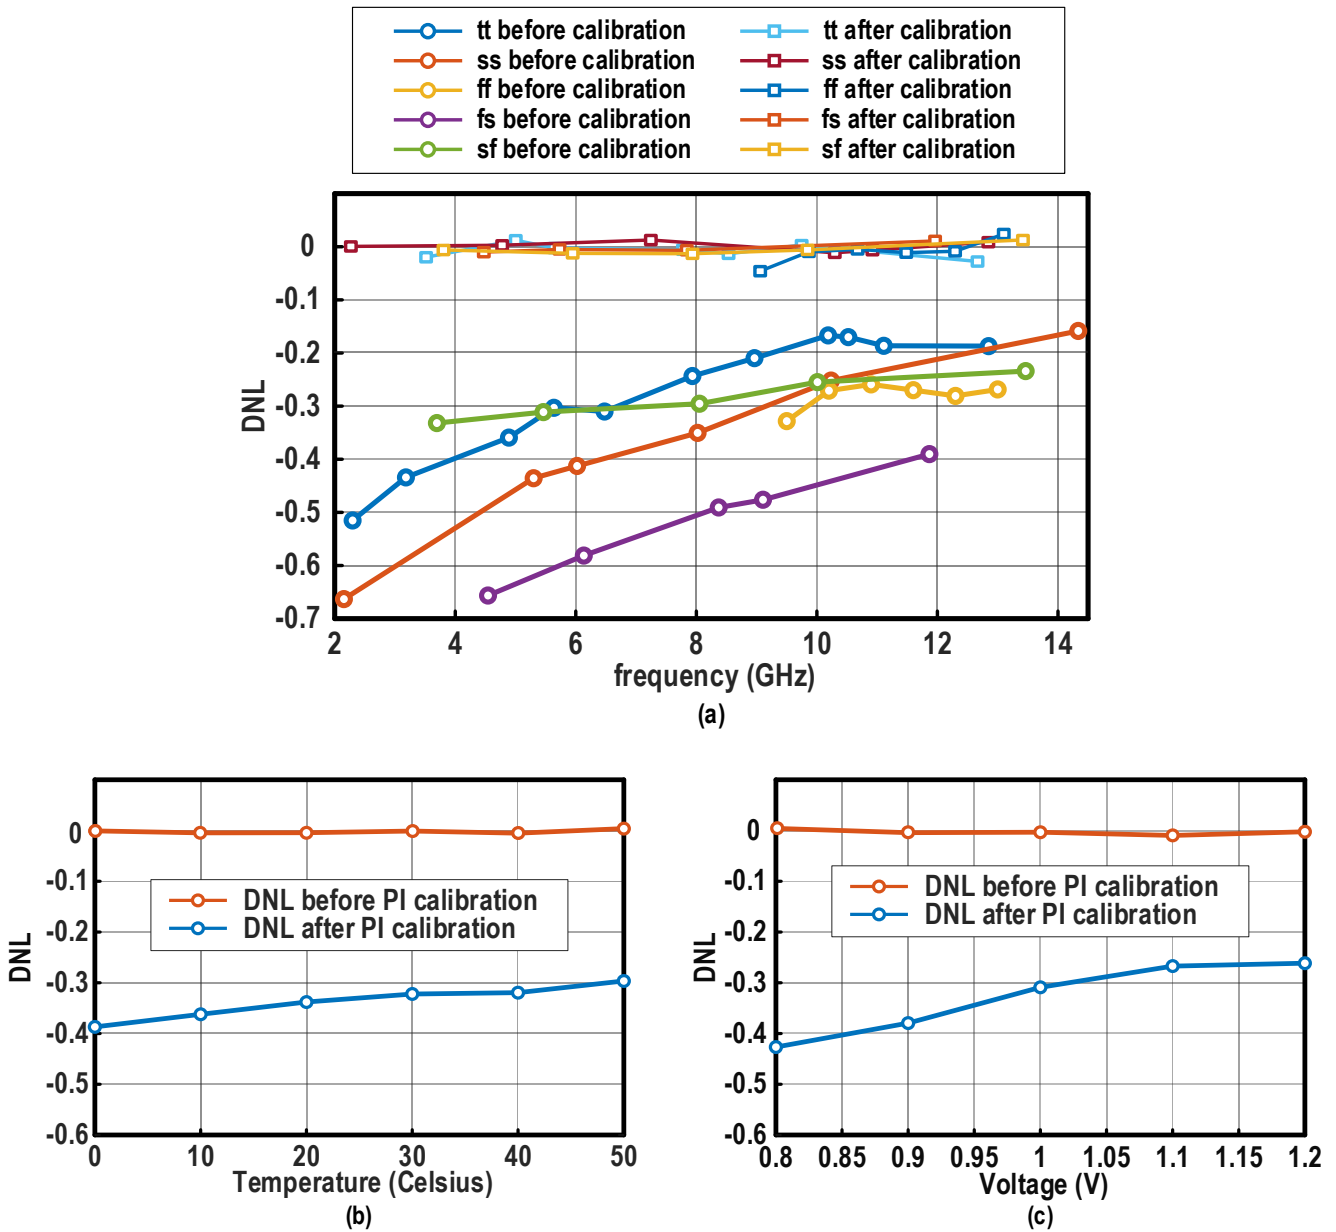 tt before calibration tt after calibration
ss before calibration ss after calibration
ff before calibration ff after calibration
fs before calibration fs after calibration
sf before calibration sf after calibration
0
-0.1
-0.2
-0.3
-0.4
-0.5
-0.6
-0.7
DNL
2 4 6 8 10 12 14
frequency (GHz)
(a)
0
-0.1
-0.2
-0.3
-0.4
-0.5
-0.6
DNL
DNL before PI calibration
DNL after PI calibration
0 10 20 30 40 50
Temperature (Celsius)
(b)
0
-0.1
-0.2
-0.3
-0.4
-0.5
-0.6
DNL
DNL before PI calibration
DNL after PI calibration
0.8 0.85 0.9 0.95 1 1.05 1.1 1.15 1.2
Voltage (V)
(c)